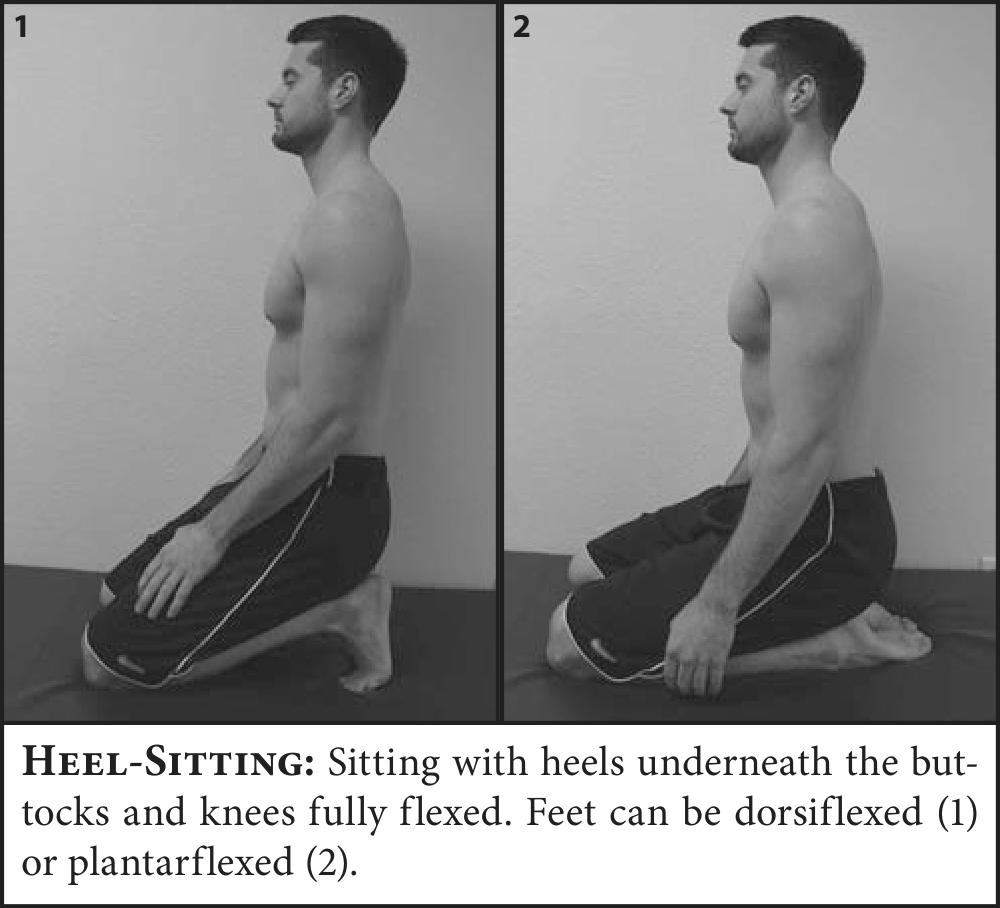 1
2
HEEL-SITTING: Sitting with heels underneath the but-
tocks and knees fully flexed. Feet can be dorsiflexed (1)
or plantarflexed (2).